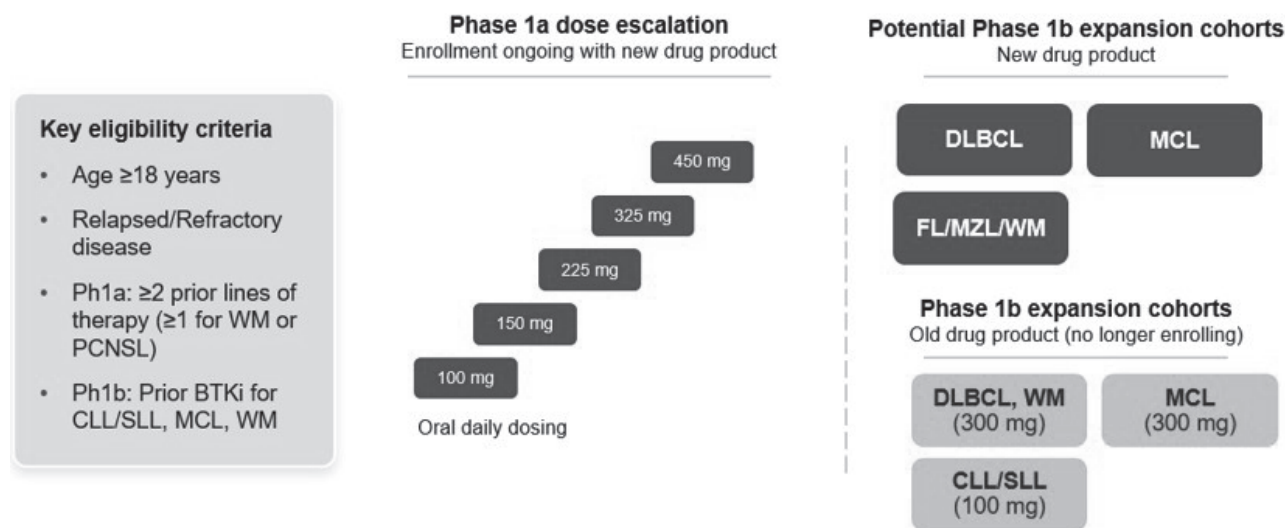 Key eligibility criteria
• Age ≥18 years
• Relapsed/Refractory
disease
• Ph1a: ≥2 prior lines of
therapy (≥1 for WM or
PCNSL)
• Ph1b: Prior BTKi for
CLL/SLL, MCL, WM
Phase 1a dose escalation
Enrollment ongoing with new drug product
450 mg
325 mg
225 mg
150 mg
100 mg
Oral daily dosing
Potential Phase 1b expansion cohorts
New drug product
DLBCL
MCL
FL/MZL/WM
Phase 1b expansion cohorts
Old drug product (no longer enrolling)
DLBCL, WM
(300 mg)
MCL
(300 mg)
CLL/SLL
(100 mg)